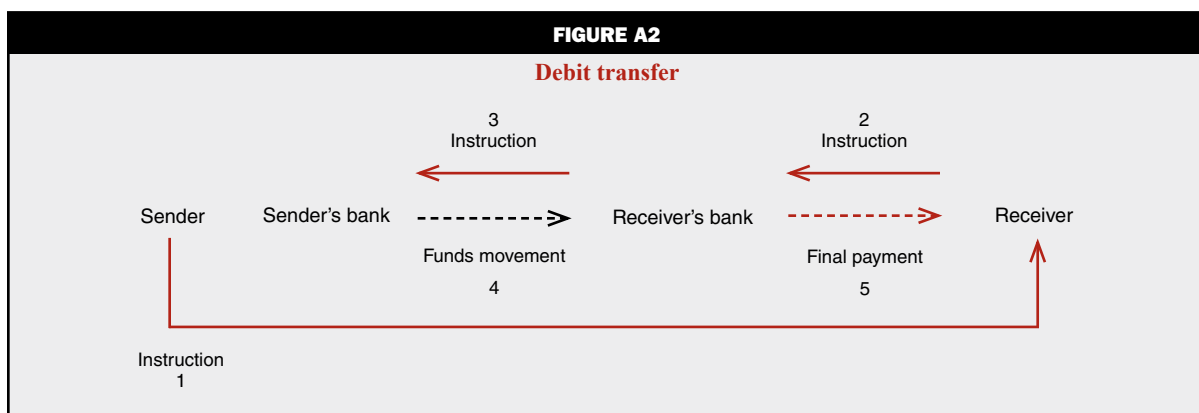 FIGURE A2
Debit transfer
3
Instruction
2
Instruction
Sender
Sender’s bank
Receiver’s bank
Receiver
Funds movement
4
Final payment
5
Instruction
1